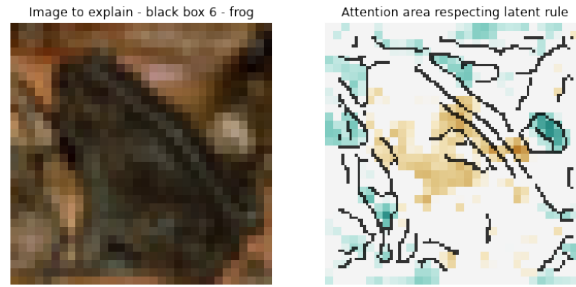 Image to explain - black box 6 - frog
Attention area respecting latent rule